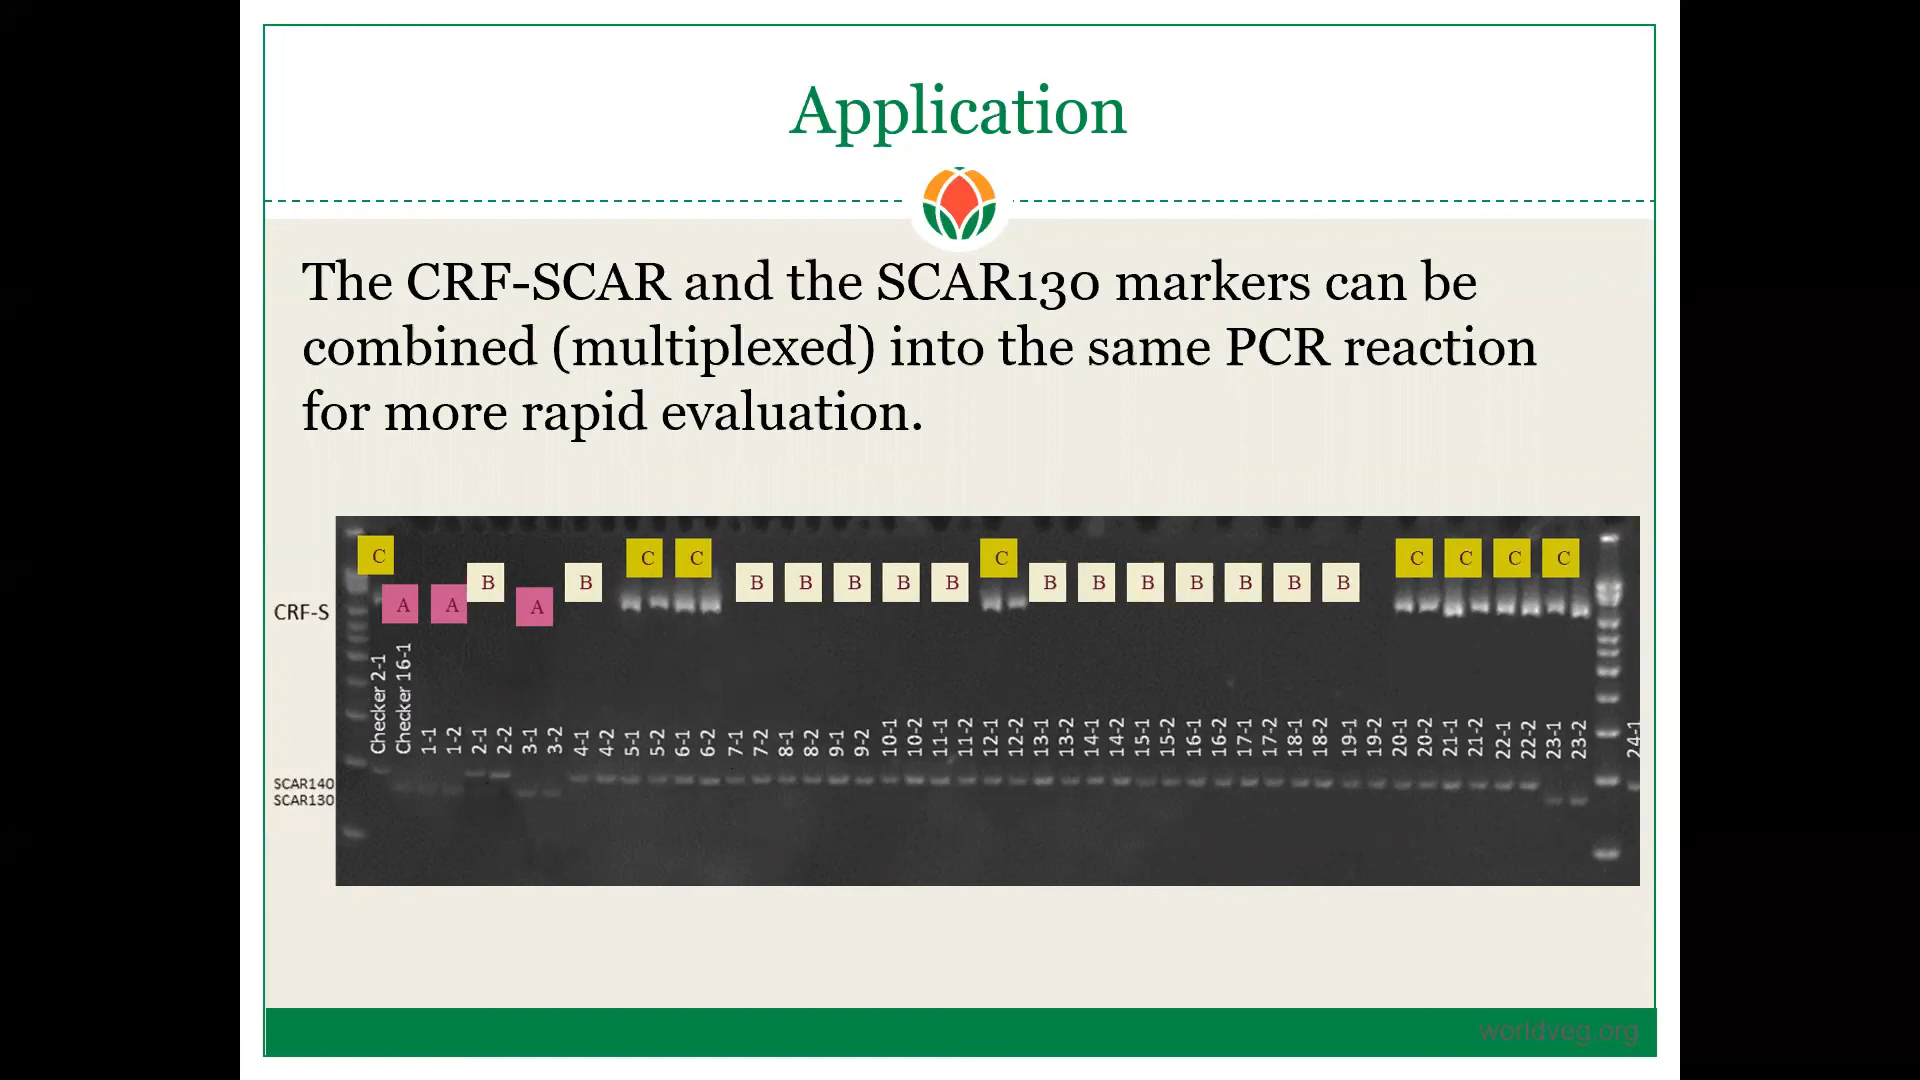 Application
The CRF-SCAR and the SCAR130 markers can be
combined (multiplexed) into the same PCR reaction
for more rapid evaluation.
C C C C C C C C
B B B B B B B B B B B B B B
A A A
CRF-S
Checker 2-1 Checker 16-1 1-1 1-2 2-1 2-2 3-1 3-2 4-1 4-2 5-1 5-2 6-1 6-2 7-1 7-2 8-1 8-2 9-1 9-2 10-1 10-2 11-1 11-2 12-1 12-2 13-1 13-2 14-1 14-2 15-1 15-2 16-1 16-2 17-1 17-2 18-1 18-2 19-1 19-2 20-1 20-2 21-1 21-2 22-1 22-2 23-1 23-2 24-1
SCAR140
SCAR130
worldveg.org